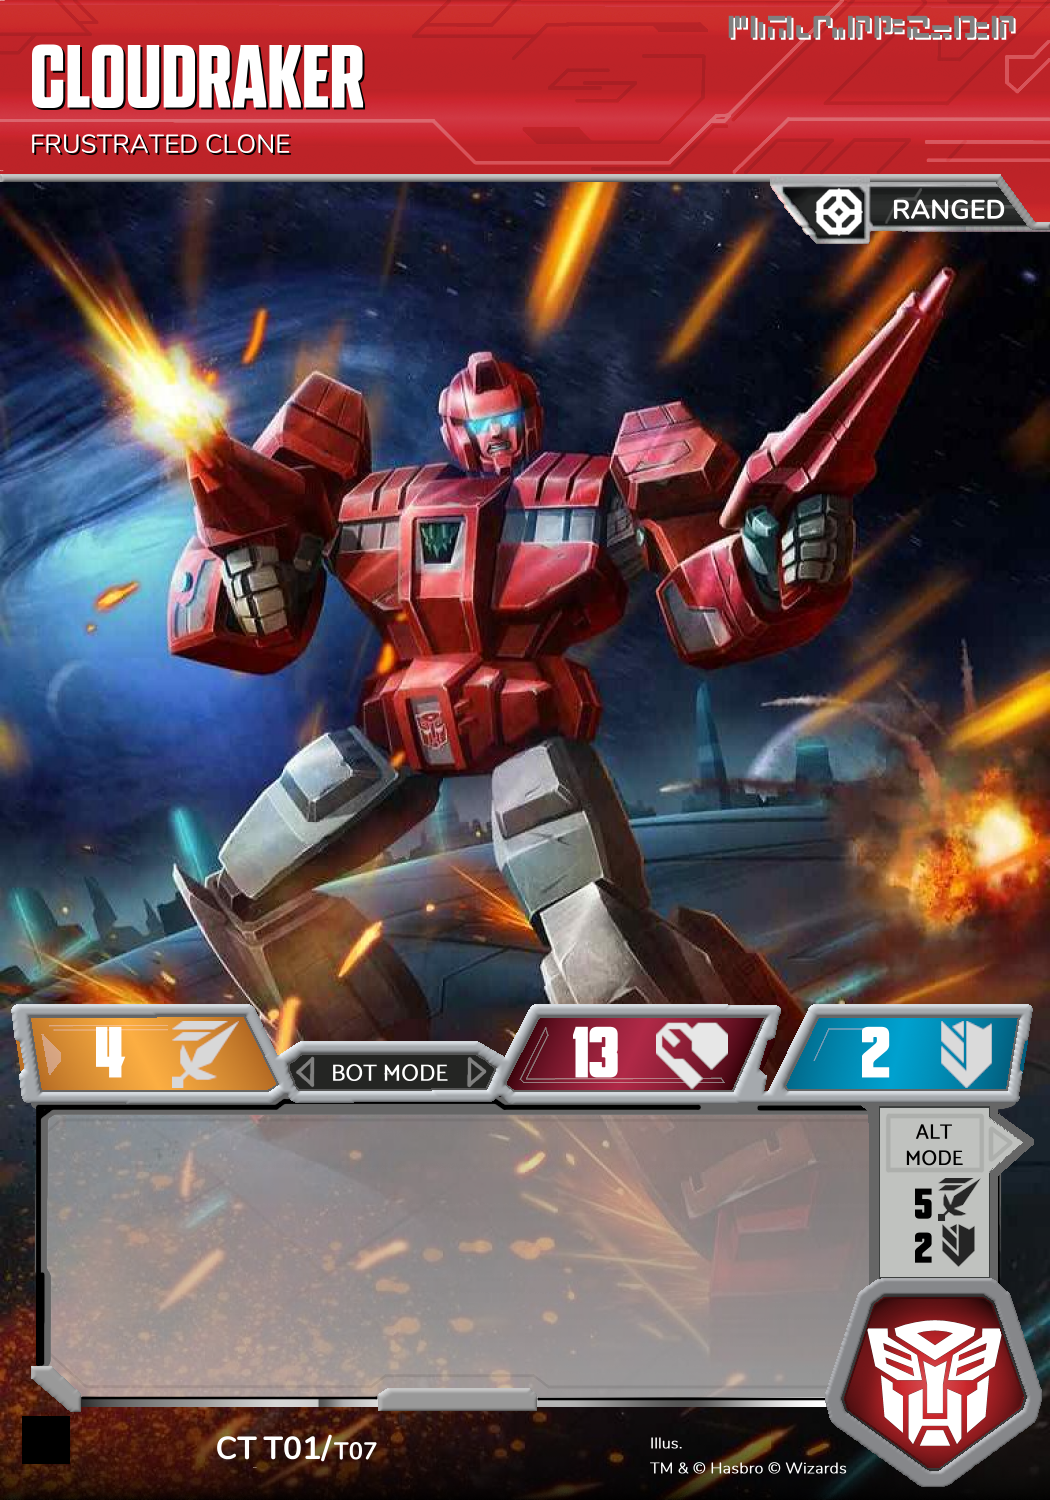 CLOUDRAKER
FRUSTRATED CLONE
RANGED
4
BOT MODE
13
2
ALT
MODE
5
2
CT T01/T07
Illus.
TM & © Hasbro © Wizards